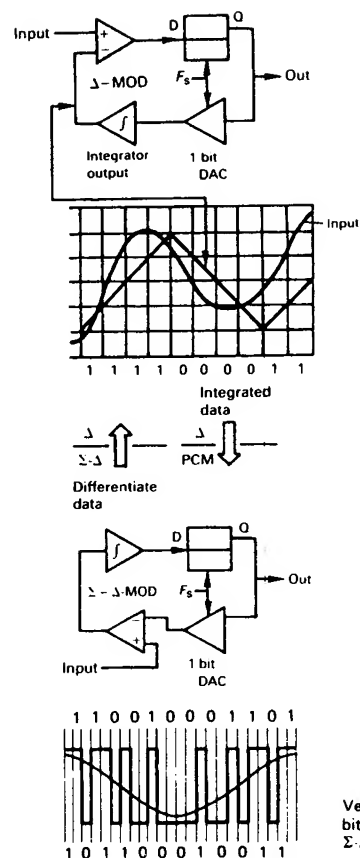 Input
+
−
D
Q
Δ – MOD
Fs
Out
∫
Integrator
output
1 bit
DAC
Input
1 1 1 1 0 0 0 0 1 1
Integrated
data
Δ
Σ-Δ
Δ
PCM
Differentiate
data
D
Q
∫
Σ – Δ-MOD
Fs
Out
−
+
Input
1 bit
DAC
1 1 0 0 1 0 0 0 1 1 0 1
1 0 1 1 0 0 0 0 1 0 1 1
Ve
bit
Σ